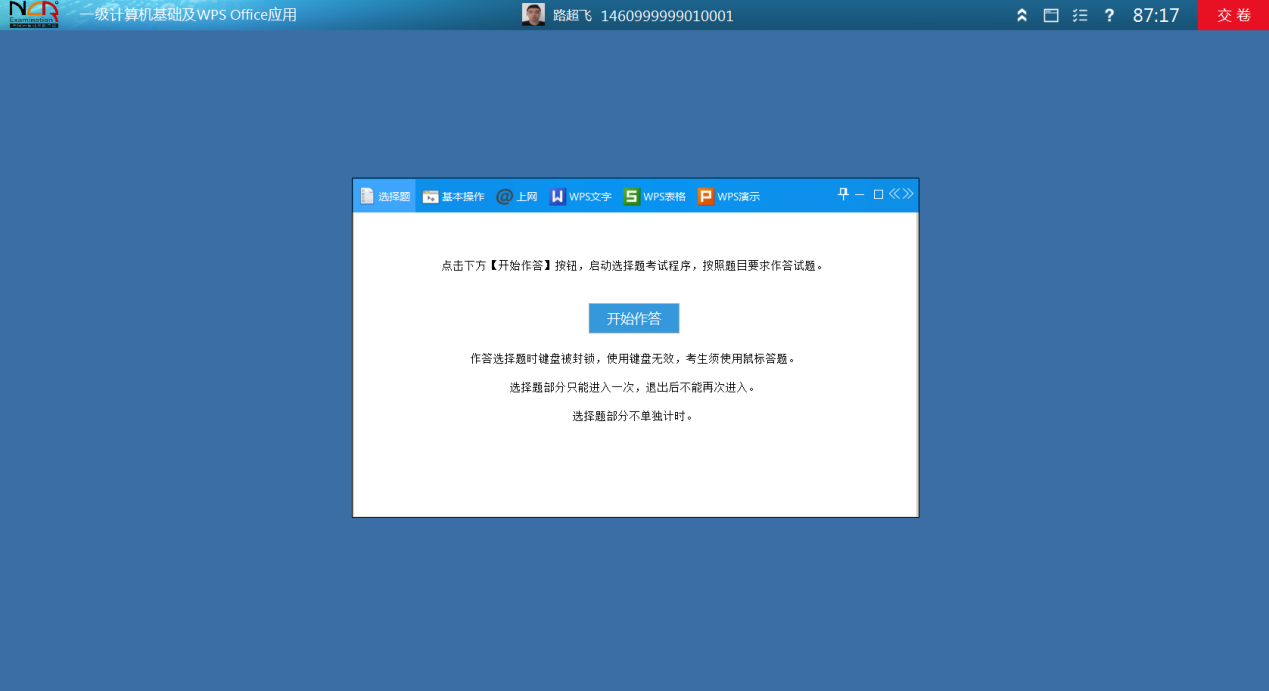 NCR
Examination
一级计算机基础及WPS Office应用
路超飞 1460999999010001
? 87:17 交 卷
选择题 基本操作 @ 上网 W WPS文字 S WPS表格 P WPS演示
点击下方【开始作答】按钮，启动选择题考试程序，按照题目要求作答试题。
开始作答
作答选择题时键盘被封锁，使用键盘无效，考生须使用鼠标答题。
选择题部分只能进入一次，退出后不能再次进入。
选择题部分不单独计时。